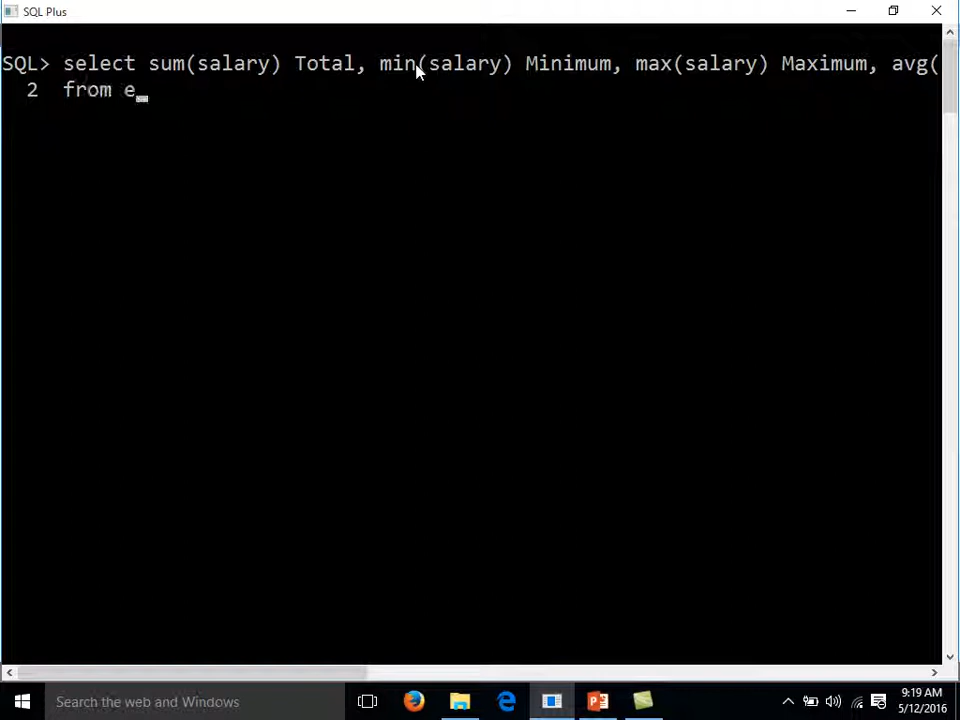 SQL Plus
SQL> select sum(salary) Total, min(salary) Minimum, max(salary) Maximum, avg(
2 from e_
Search the web and Windows
9:19 AM
5/12/2016